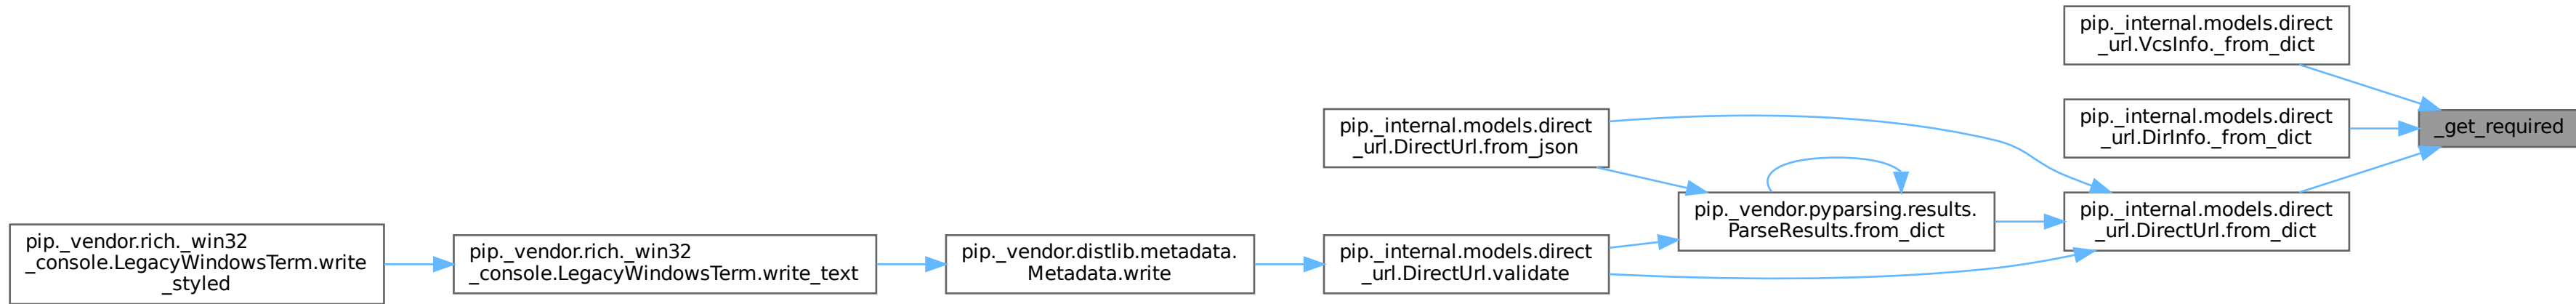 pip._internal.models.direct
_url.VcsInfo._from_dict
pip._internal.models.direct
_url.DirInfo._from_dict
_get_required
pip._internal.models.direct
_url.DirectUrl.from_json
pip._vendor.pyparsing.results.
ParseResults.from_dict
pip._internal.models.direct
_url.DirectUrl.from_dict
pip._vendor.rich._win32
_console.LegacyWindowsTerm.write
_styled
pip._vendor.rich._win32
_console.LegacyWindowsTerm.write_text
pip._vendor.distlib.metadata.
Metadata.write
pip._internal.models.direct
_url.DirectUrl.validate